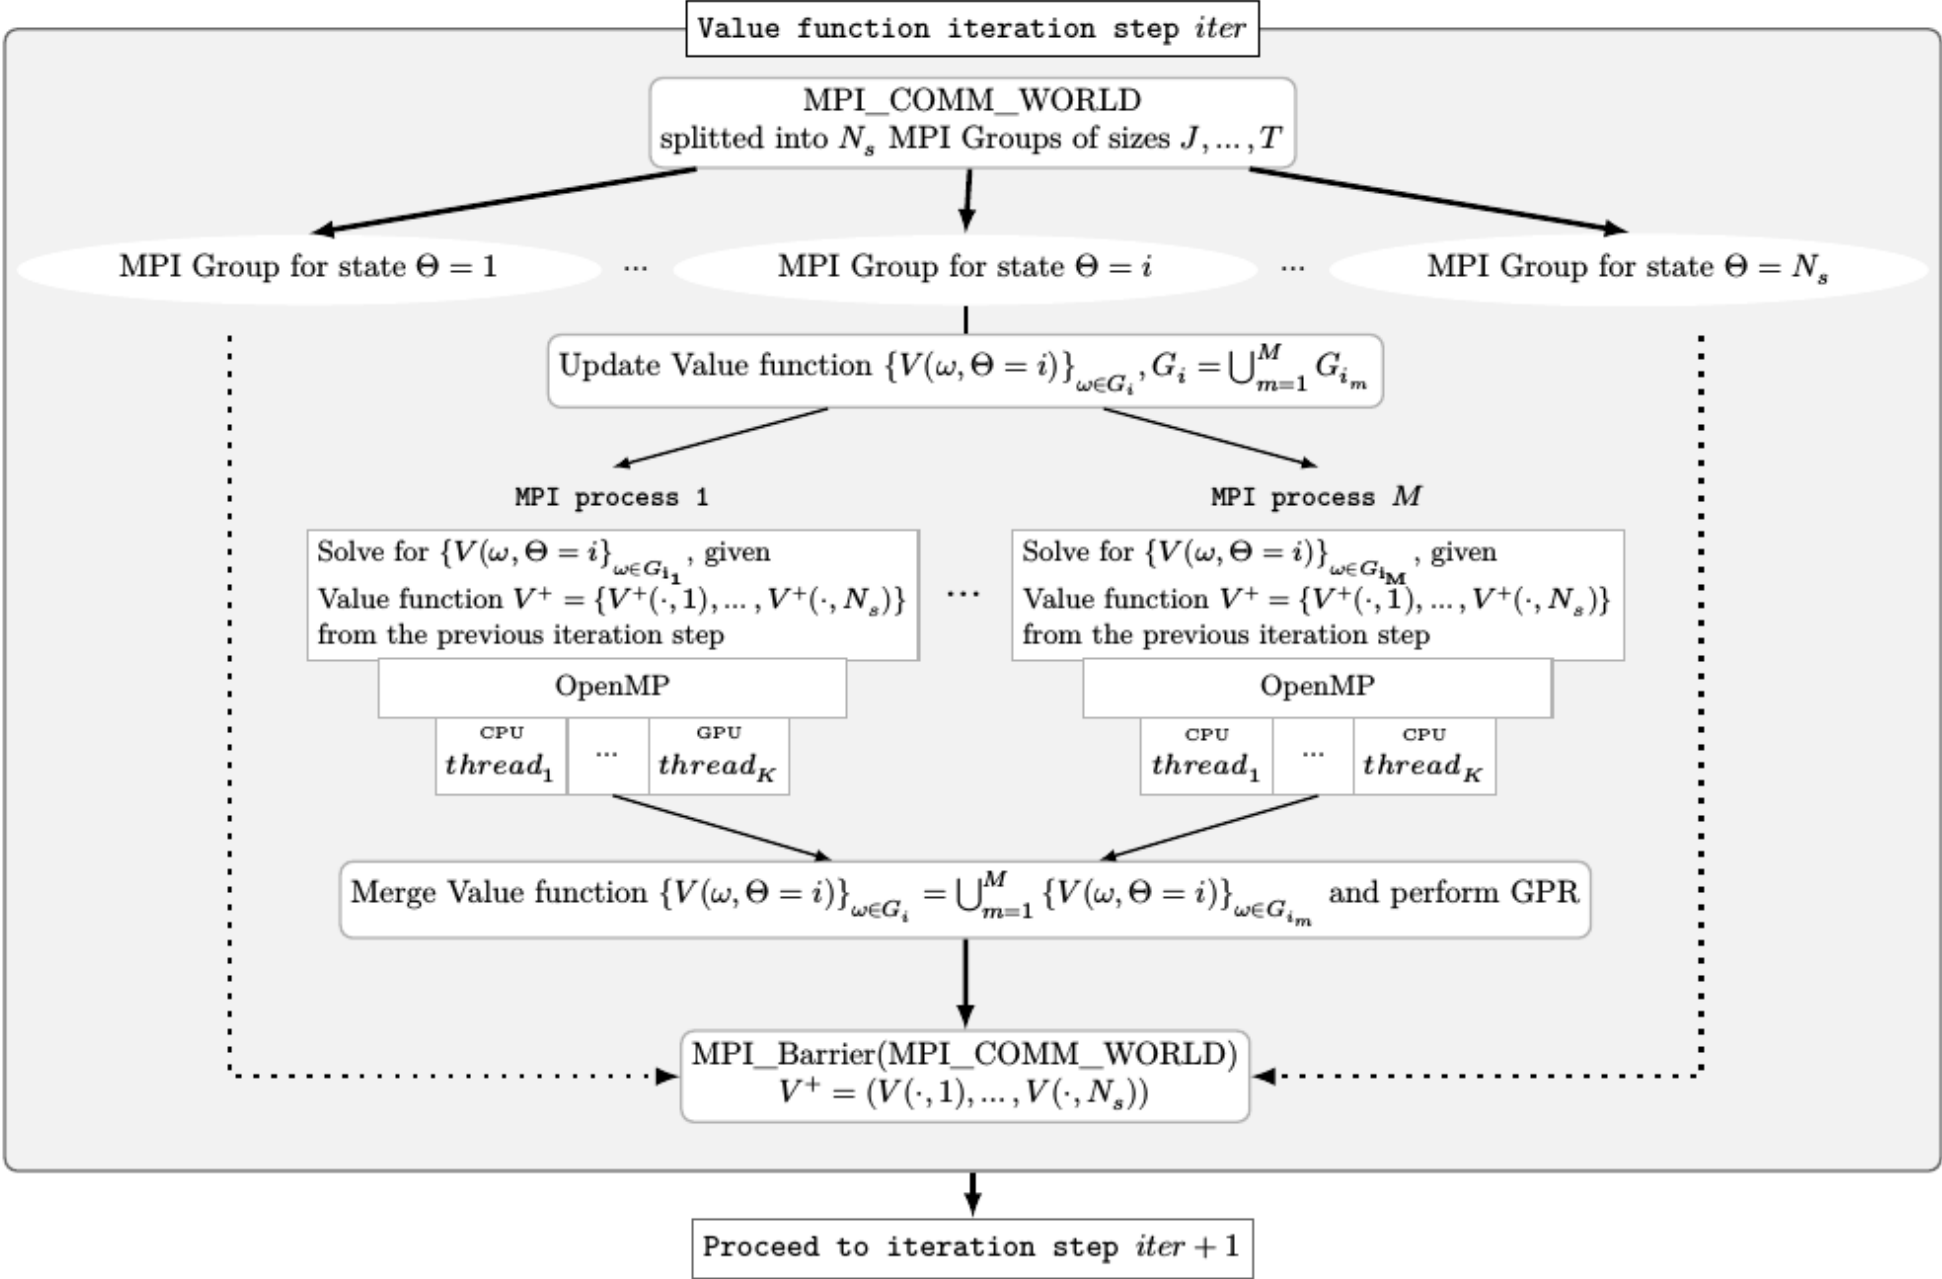 Value function iteration step iter
MPI_COMM_WORLD
splitted into N_s MPI Groups of sizes J, ..., T
MPI Group for state Θ = 1
...
MPI Group for state Θ = i
...
MPI Group for state Θ = N_s
Update Value function {V(ω, Θ = i)}_{ω∈G_i}, G_i = ⋃_{m=1}^{M} G_{i_m}
MPI process 1
MPI process M
Solve for {V(ω, Θ = i}_{ω∈G_{i_1}}, given
Value function V⁺ = {V⁺(·, 1), ..., V⁺(·, N_s)}
from the previous iteration step
...
Solve for {V(ω, Θ = i)}_{ω∈G_{i_M}}, given
Value function V⁺ = {V⁺(·, 1), ..., V⁺(·, N_s)}
from the previous iteration step
OpenMP
OpenMP
CPU
thread_1
...
GPU
thread_K
CPU
thread_1
...
CPU
thread_K
Merge Value function {V(ω, Θ = i)}_{ω∈G_i} = ⋃_{m=1}^{M} {V(ω, Θ = i)}_{ω∈G_{i_m}} and perform GPR
MPI_Barrier(MPI_COMM_WORLD)
V⁺ = (V(·, 1), ..., V(·, N_s))
Proceed to iteration step iter + 1